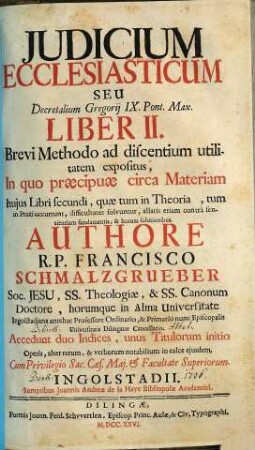 JUDICIUM
ECCLESIASTICUM
SEU
Decretalium Gregorij IX. Pont. Max.
LIBER II.
Brevi Methodo ad discentium utili-
tatem expositus,
In quo præcipuæ circa Materiam
hujus Libri secundi, quæ tum in Theoria, tum
in Praxi occurrunt, difficultates solvuntur, allatis etiam contra sen-
tentiam fundamentis, & horum solutionibus.
AUTHORE
R.P. FRANCISCO
SCHMALZGRUEBER
Soc. JESU, SS. Theologiæ, & SS. Canonum
Doctore, horumque in Alma Universitate
Ingolstadiensi antehac Professore Ordinario, & Primario nunc Episcopalis
Universitatis Dilinganæ Cancellario.
Accedunt duo Indices, unus Titulorum initio
Operis, alter rerum, & verborum notabilium in calce ejusdem.
Cum Privilegio Sac. Cæs. Maj. & Facultate Superiorum.
INGOLSTADII.
Sumptibus Joannis Andreæ de la Haye Bibliopolæ Academici.
DILINGÆ,
Formis Joann. Ferd. Schwertlen, Episcop. Princ. Aulæ, & Civ. Typographi.
M. DCC. XXVI.